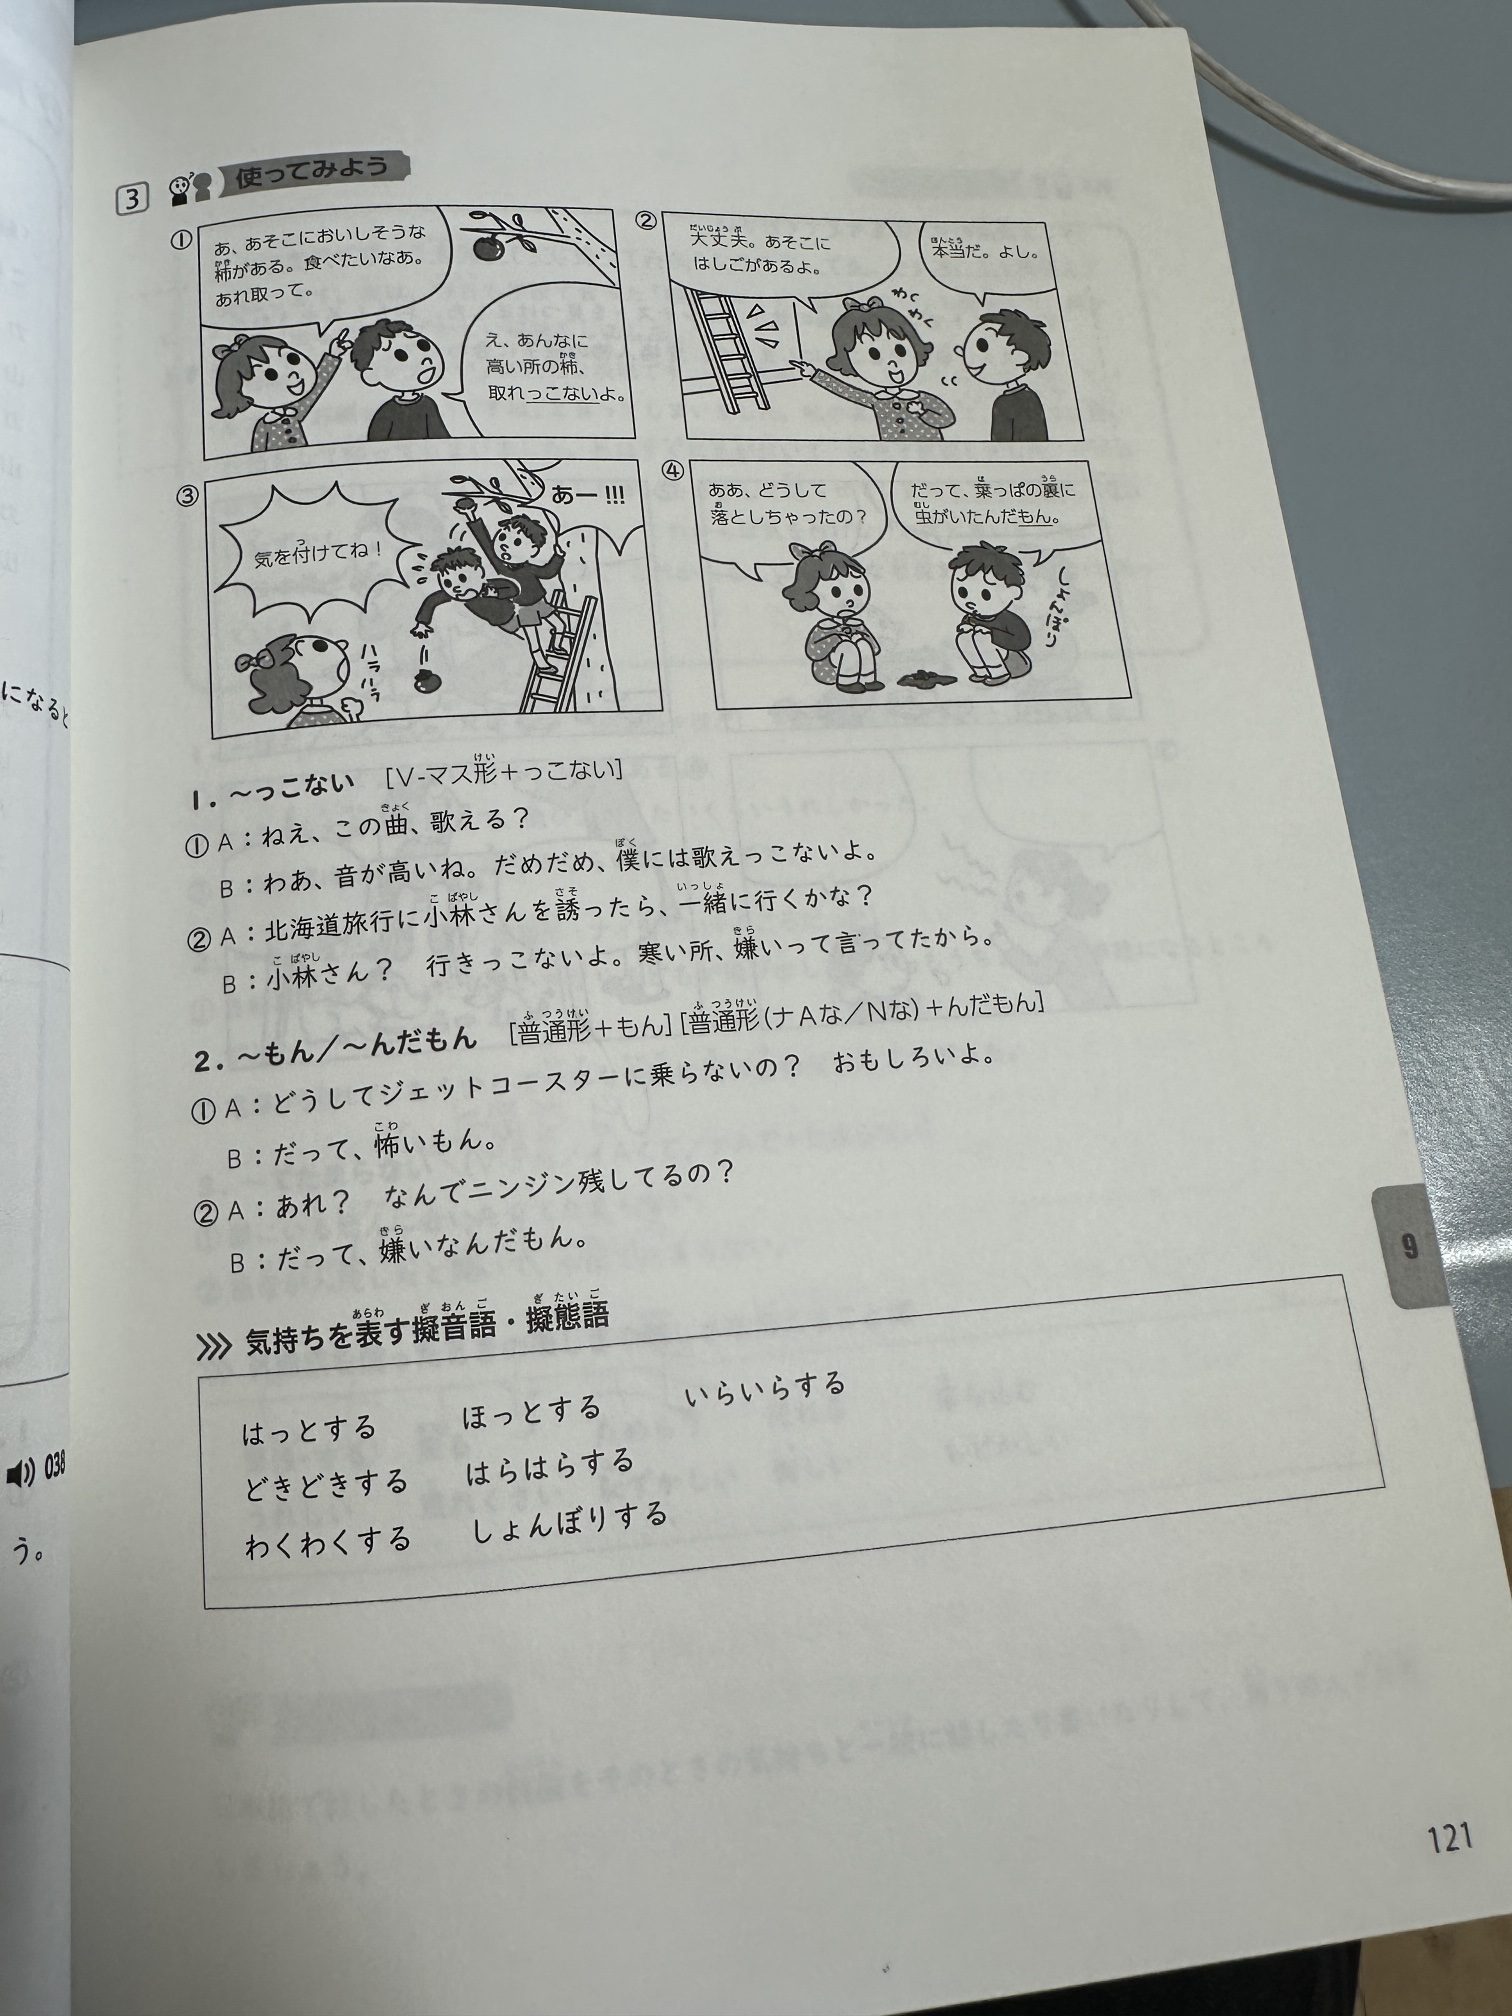 3 使ってみよう
①
あ、あそこにおいしそうな
柿がある。食べたいなあ。
あれ取って。
え、あんなに
高い所の柿、
取れっこないよ。
②
大丈夫。あそこに
はしごがあるよ。
わくわく
本当だ。よし。
③
気を付けてね！
ハラハラ
あー!!!
④
ああ、どうして
落としちゃったの？
だって、葉っぱの裏に
虫がいたんだもん。
しょんぼり
1．～っこない ［V-マス形＋っこない］
① A：ねえ、この曲、歌える？
B：わあ、音が高いね。だめだめ、僕には歌えっこないよ。
② A：北海道旅行に小林さんを誘ったら、一緒に行くかな？
B：小林さん？　行きっこないよ。寒い所、嫌いって言ってたから。
2．～もん／～んだもん ［普通形＋もん］［普通形（ナAな／Nな）＋んだもん］
① A：どうしてジェットコースターに乗らないの？　おもしろいよ。
B：だって、怖いもん。
② A：あれ？　なんでニンジン残してるの？
B：だって、嫌いなんだもん。
気持ちを表す擬音語・擬態語
はっとする　ほっとする　いらいらする
どきどきする　はらはらする
わくわくする　しょんぼりする
9
121
になると
038
う。